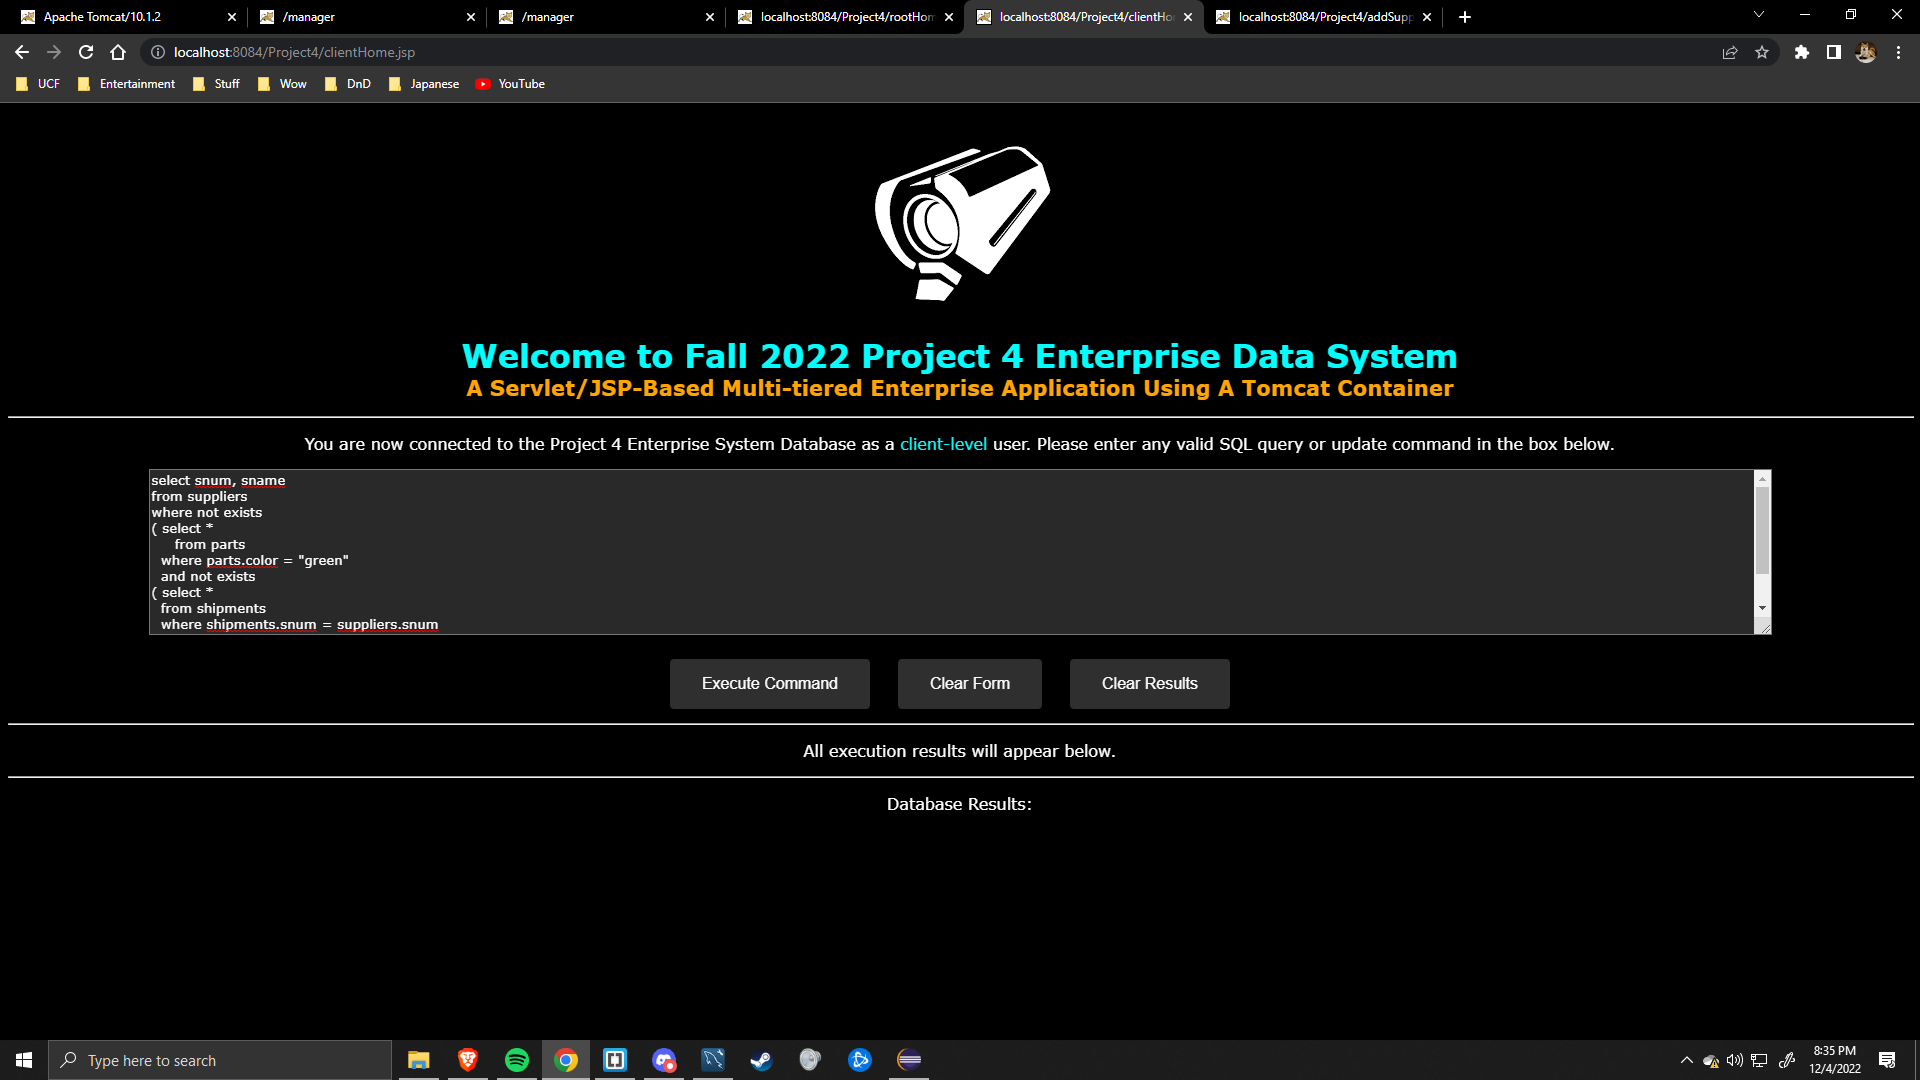 Apache Tomcat/10.1.2
/manager
/manager
localhost:8084/Project4/rootHom
localhost:8084/Project4/clientHo
localhost:8084/Project4/addSupp
localhost:8084/Project4/clientHome.jsp
UCF
Entertainment
Stuff
Wow
DnD
Japanese
YouTube
Welcome to Fall 2022 Project 4 Enterprise Data System
A Servlet/JSP-Based Multi-tiered Enterprise Application Using A Tomcat Container
You are now connected to the Project 4 Enterprise System Database as a client-level user. Please enter any valid SQL query or update command in the box below.
select snum, sname
from suppliers
where not exists
( select *
from parts
where parts.color = "green"
and not exists
( select *
from shipments
where shipments.snum = suppliers.snum
Execute Command
Clear Form
Clear Results
All execution results will appear below.
Database Results:
Type here to search
8:35 PM
12/4/2022